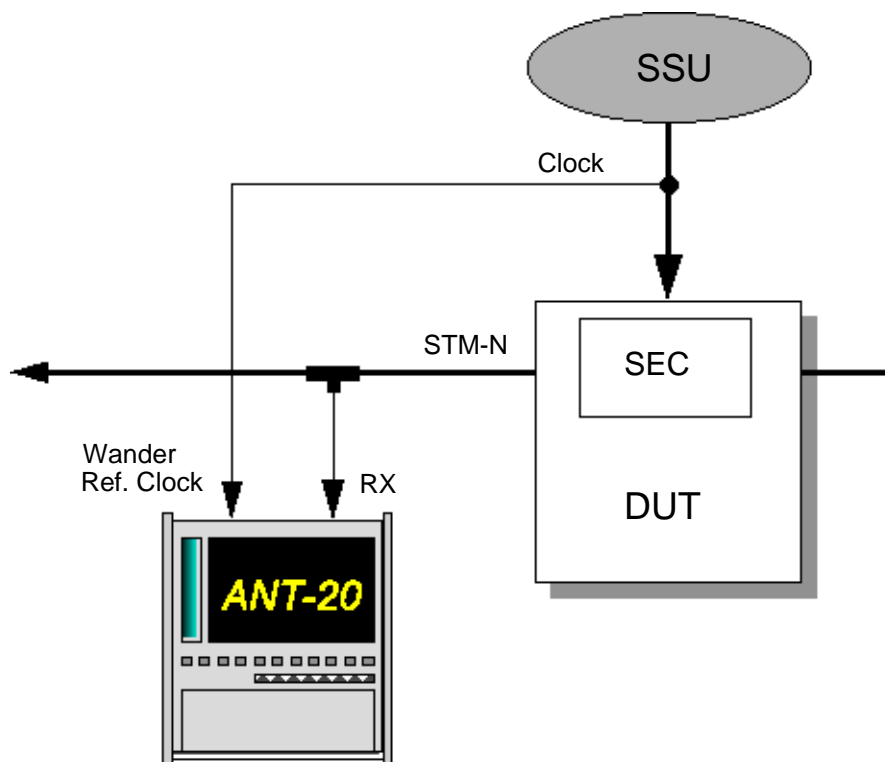 SSU
Clock
STM-N
SEC
Wander
Ref. Clock
RX
DUT
ANT-20